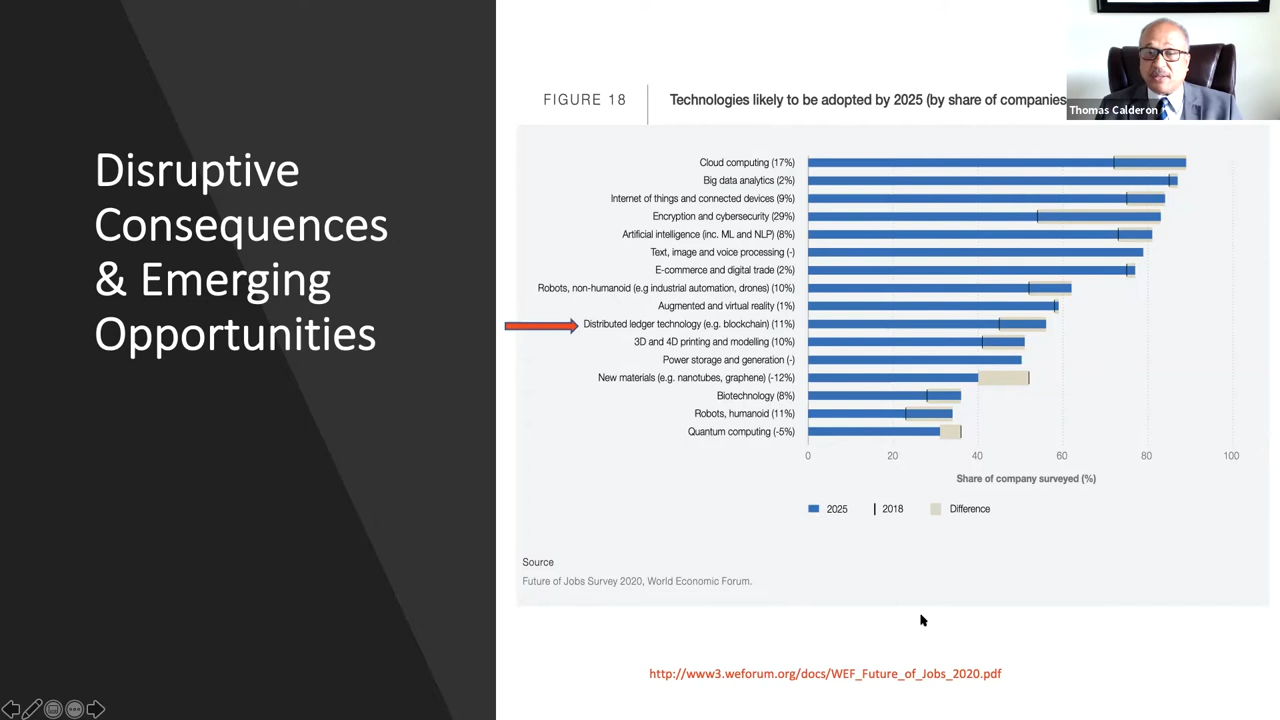 Disruptive
Consequences
& Emerging
Opportunities
FIGURE 18
Technologies likely to be adopted by 2025 (by share of companies
Thomas Calderon
Cloud computing (17%)
Big data analytics (2%)
Internet of things and connected devices (9%)
Encryption and cybersecurity (29%)
Artificial intelligence (inc. ML and NLP) (8%)
Text, image and voice processing (-)
E-commerce and digital trade (2%)
Robots, non-humanoid (e.g industrial automation, drones) (10%)
Augmented and virtual reality (1%)
Distributed ledger technology (e.g. blockchain) (11%)
3D and 4D printing and modelling (10%)
Power storage and generation (-)
New materials (e.g. nanotubes, graphene) (-12%)
Biotechnology (8%)
Robots, humanoid (11%)
Quantum computing (-5%)
0 20 40 60 80 100
Share of company surveyed (%)
2025 2018 Difference
Source
Future of Jobs Survey 2020, World Economic Forum.
http://www3.weforum.org/docs/WEF_Future_of_Jobs_2020.pdf